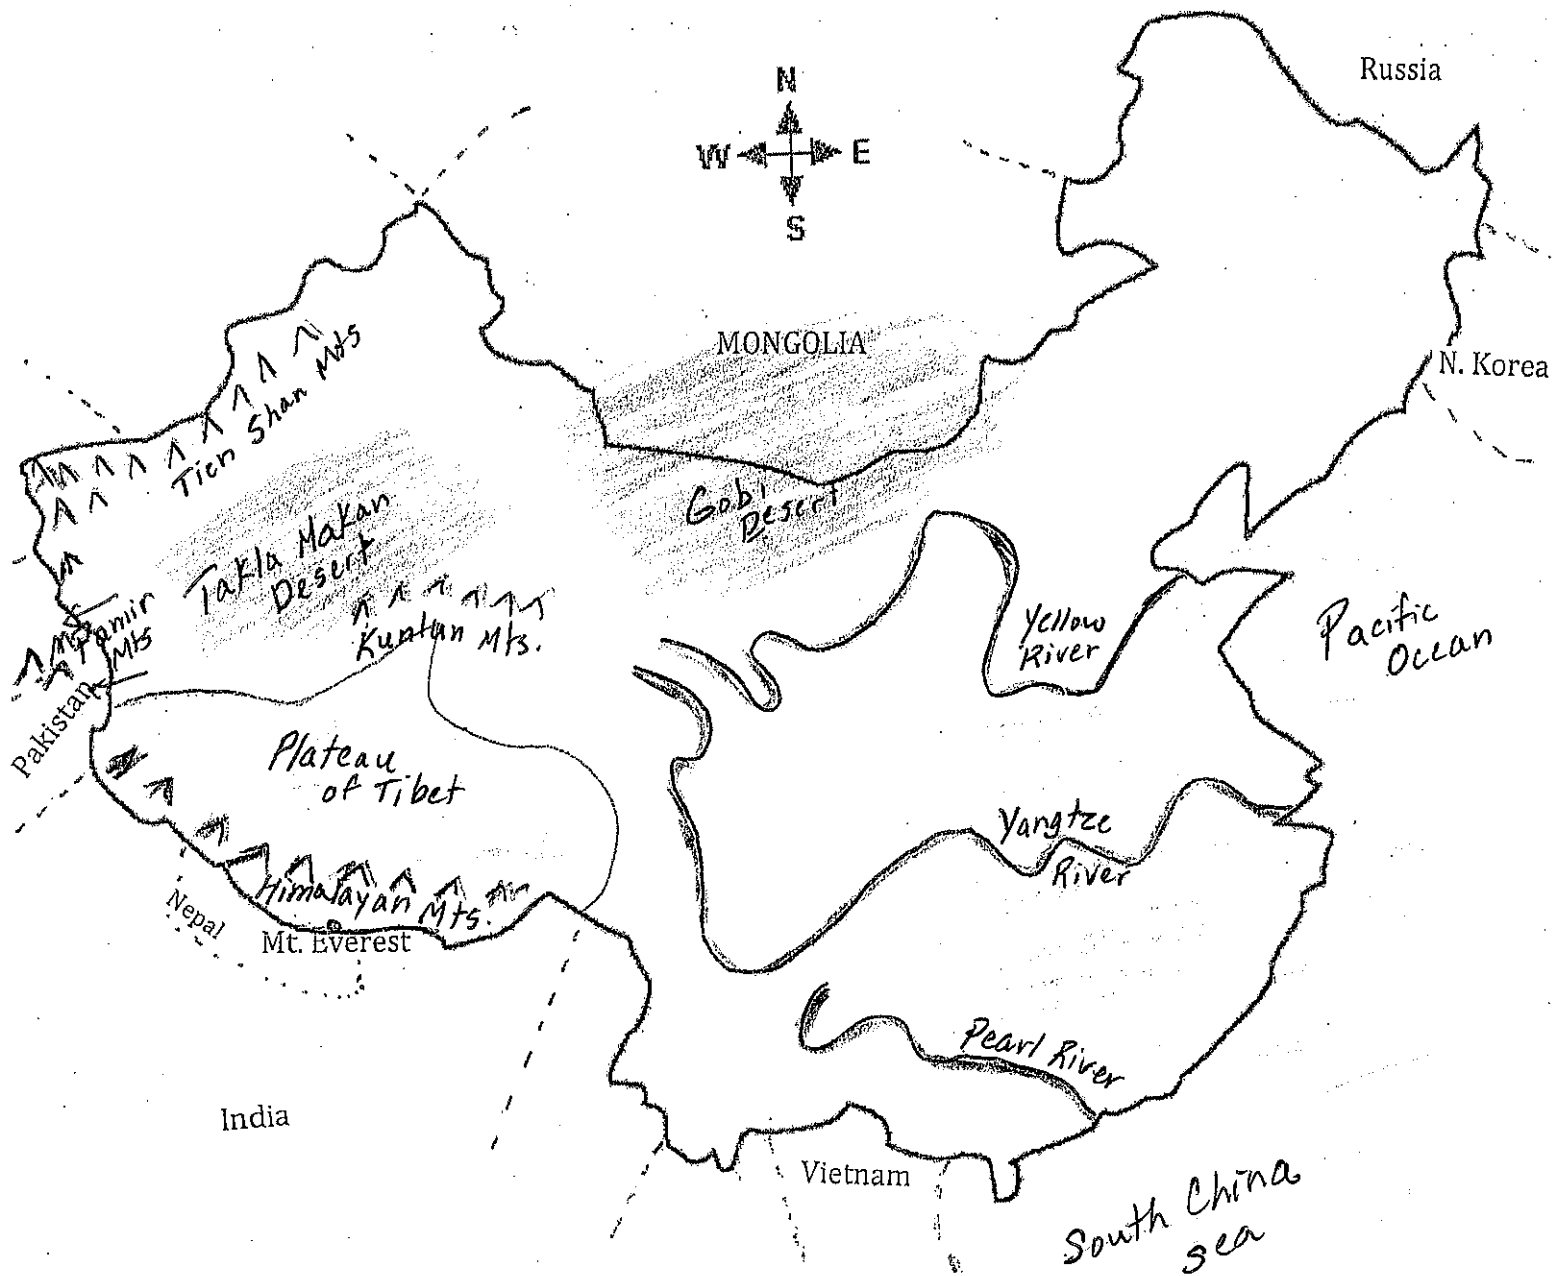 Russia
N
W E
S
MONGOLIA
N. Korea
Tien Shan Mts
Gobi
Desert
Takla Makan
Desert
Kunlun Mts.
Pamir
Mts
Yellow
River
Pacific
Ocean
Pakistan
Plateau
of Tibet
Yangtze
River
Himalayan Mts.
Nepal
Mt. Everest
Pearl River
India
Vietnam
South China
Sea